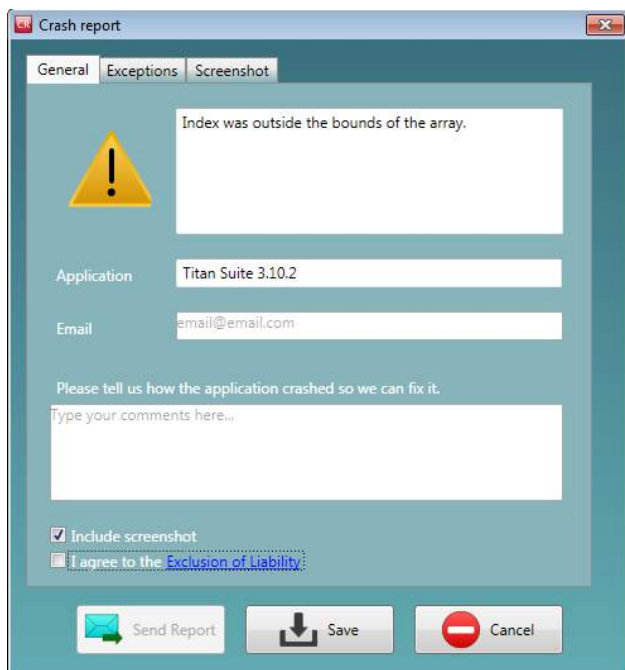 CR Crash report
General Exceptions Screenshot
Index was outside the bounds of the array.
Application Titan Suite 3.10.2
Email email@email.com
Please tell us how the application crashed so we can fix it.
Type your comments here...
Include screenshot
I agree to the Exclusion of Liability
Send Report Save Cancel